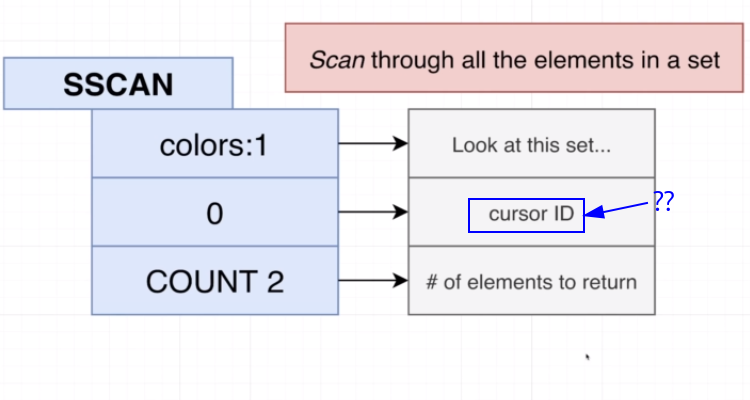 Scan through all the elements in a set
SSCAN
colors:1
Look at this set...
0
cursor ID
??
COUNT 2
# of elements to return